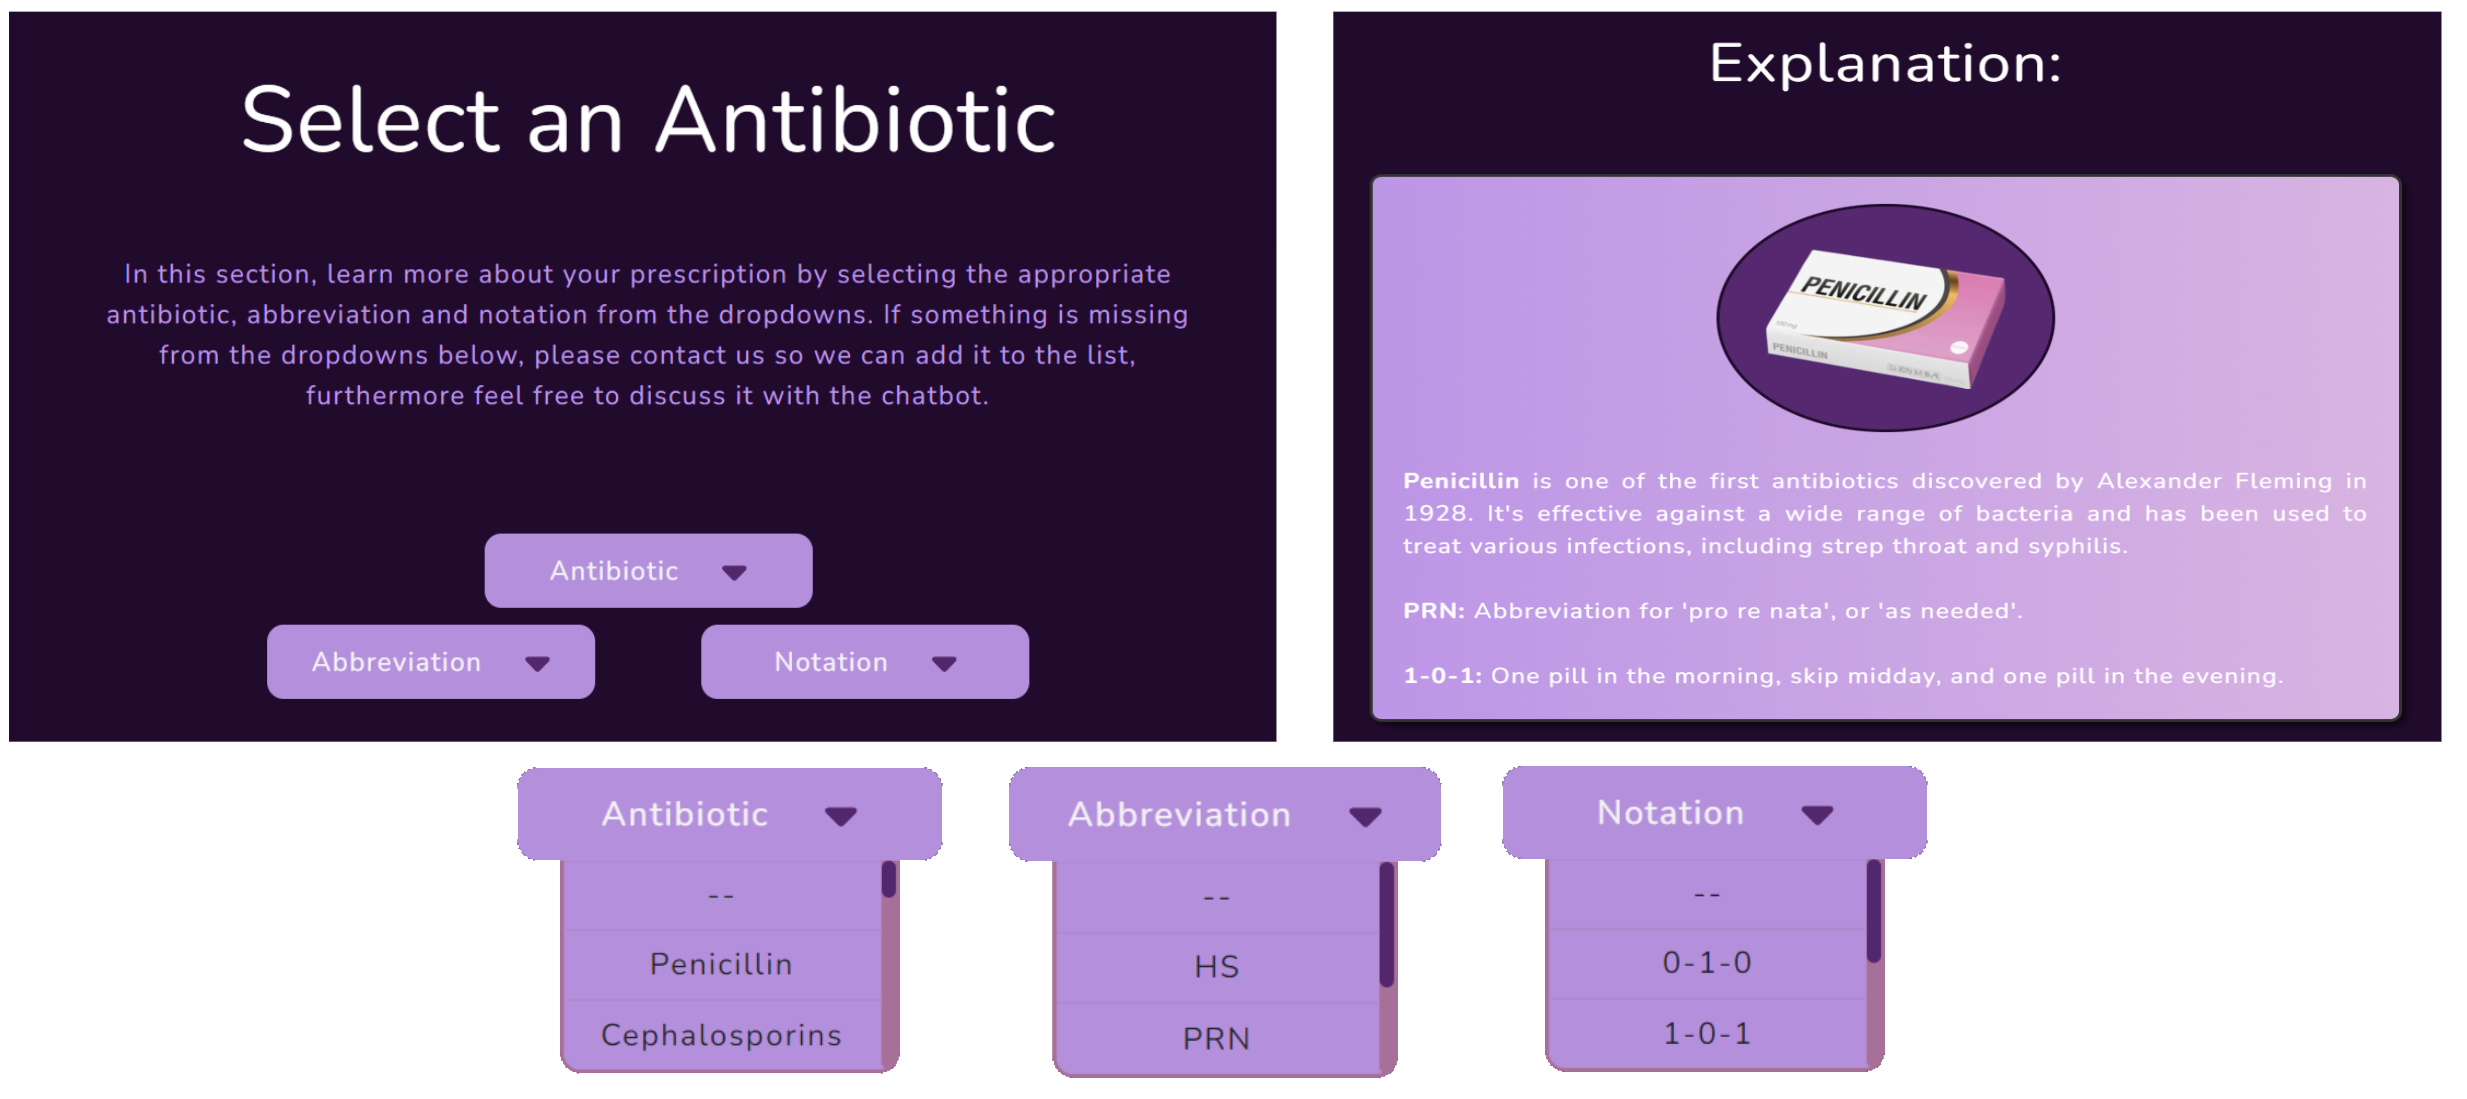 Select an Antibiotic
In this section, learn more about your prescription by selecting the appropriate
antibiotic, abbreviation and notation from the dropdowns. If something is missing
from the dropdowns below, please contact us so we can add it to the list,
furthermore feel free to discuss it with the chatbot.
Antibiotic
Abbreviation
Notation
Explanation:
PENICILLIN
PENICILLIN
Penicillin is one of the first antibiotics discovered by Alexander Fleming in
1928. It's effective against a wide range of bacteria and has been used to
treat various infections, including strep throat and syphilis.
PRN: Abbreviation for 'pro re nata', or 'as needed'.
1-0-1: One pill in the morning, skip midday, and one pill in the evening.
Antibiotic
--
Penicillin
Cephalosporins
Abbreviation
--
HS
PRN
Notation
--
0-1-0
1-0-1